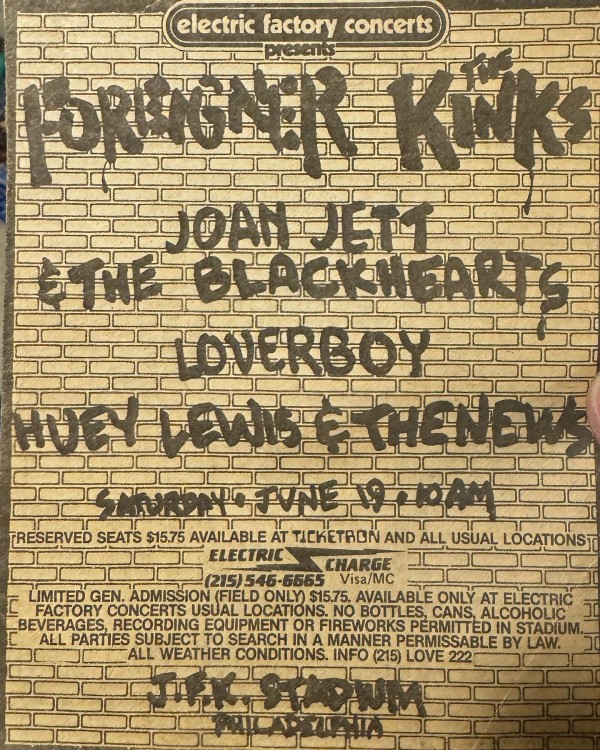 electric factory concerts
presents
FOREIGNER THE KINKS
JOAN JETT
& THE BLACKHEARTS
LOVERBOY
HUEY LEWIS & THE NEWS
SATURDAY • JUNE 19 • 10 AM
RESERVED SEATS $15.75 AVAILABLE AT TICKETRON AND ALL USUAL LOCATIONS
ELECTRIC CHARGE
(215) 546-6665 Visa/MC
LIMITED GEN. ADMISSION (FIELD ONLY) $15.75. AVAILABLE ONLY AT ELECTRIC
FACTORY CONCERTS USUAL LOCATIONS. NO BOTTLES, CANS, ALCOHOLIC
BEVERAGES, RECORDING EQUIPMENT OR FIREWORKS PERMITTED IN STADIUM.
ALL PARTIES SUBJECT TO SEARCH IN A MANNER PERMISSABLE BY LAW.
ALL WEATHER CONDITIONS. INFO (215) LOVE 222
J.F.K. STADIUM
PHILADELPHIA